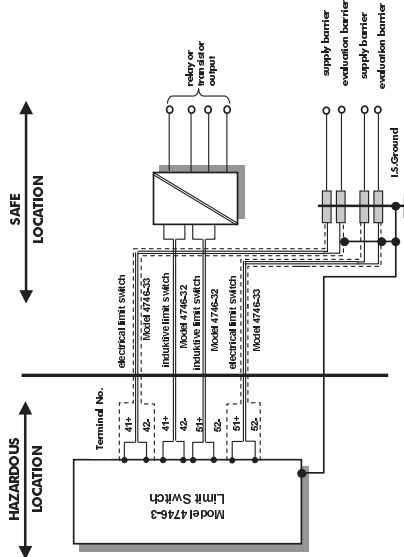 SAFE
LOCATION
HAZARDOUS
LOCATION
relay or
transistor
output
supply barrier
evaluation barrier
supply barrier
evaluation barrier
I.S.Ground
electrical limit switch
Model 4746-33
induktive limit switch
Model 4746-32
induktive limit switch
Model 4746-32
electrical limit switch
Model 4746-33
Terminal No.
41+
42-
41+
42-
51+
52-
51+
52-
Model 4746-3
Limit Switch